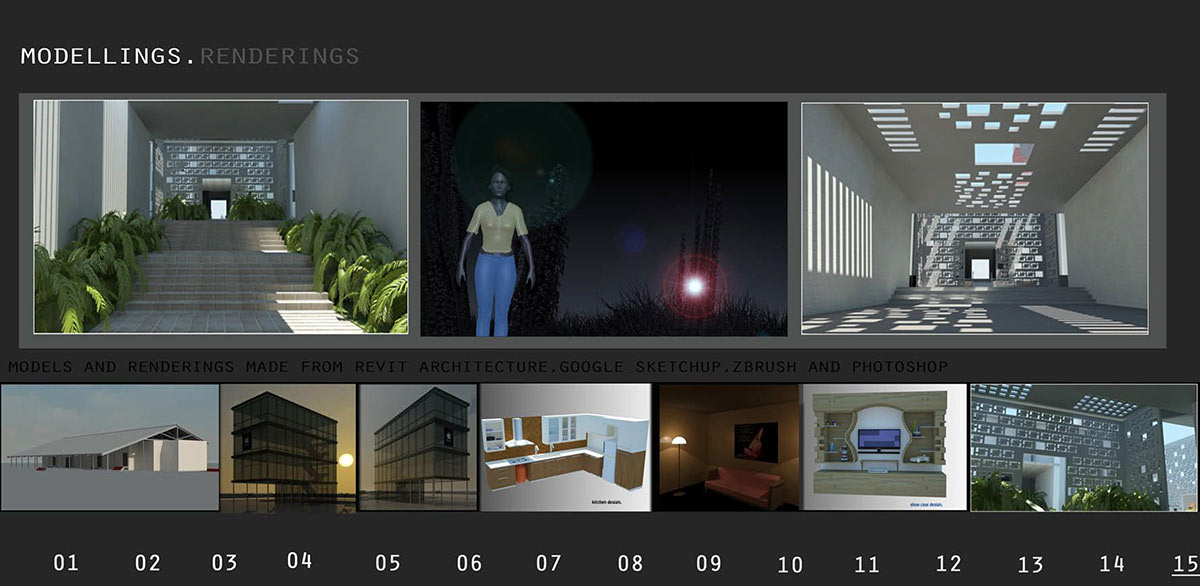 MODELLINGS.RENDERINGS
MODELS AND RENDERINGS MADE FROM REVIT ARCHITECTURE.GOOGLE SKETCHUP.ZBRUSH AND PHOTOSHOP
kitchen design.
show case design.
01 02 03 04 05 06 07 08 09 10 11 12 13 14 15